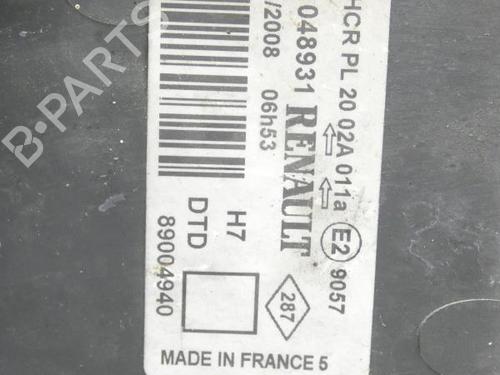 HCR PL 20 02A 011a E2 9057
048931 RENAULT
/2008 06h53
287
H7
DTD
89004940
MADE IN FRANCE 5
B-PARTS